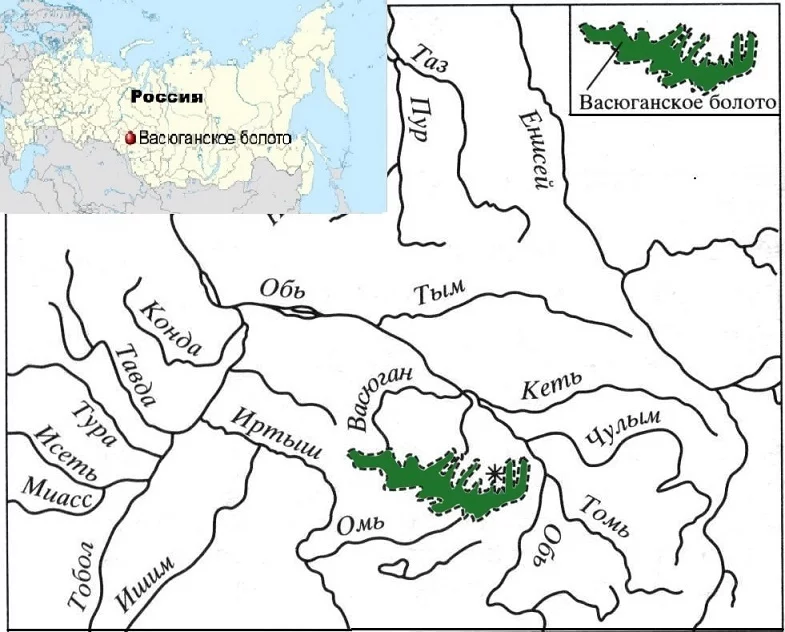 Россия
Васюганское болото
Васюганское болото
Таз
Пур
Енисей
Обь
Тым
Конда
Тавда
Васюган
Кеть
Тура
Иртыш
Чулым
Исеть
Миасс
Омь
Обь
Томь
Тобол
Ишим